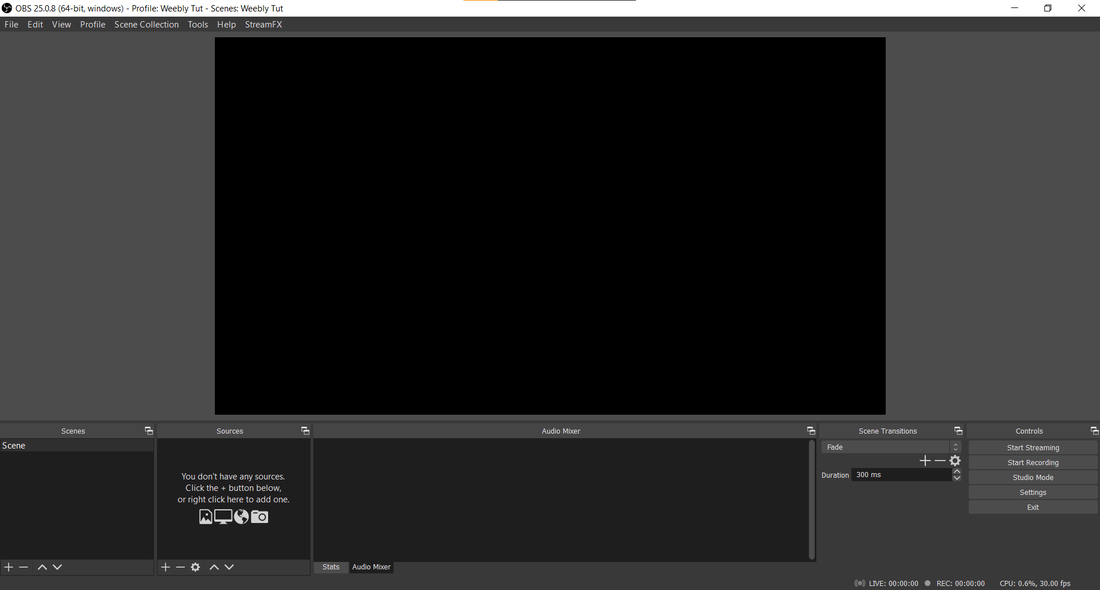 OBS 25.0.8 (64-bit, windows) - Profile: Weebly Tut - Scenes: Weebly Tut
File Edit View Profile Scene Collection Tools Help StreamFX
Scenes
Scene
Sources
You don't have any sources.
Click the + button below,
or right click here to add one.
Audio Mixer
Stats Audio Mixer
Scene Transitions
Fade
Duration 300 ms
Controls
Start Streaming
Start Recording
Studio Mode
Settings
Exit
LIVE: 00:00:00 REC: 00:00:00 CPU: 0.6%, 30.00 fps